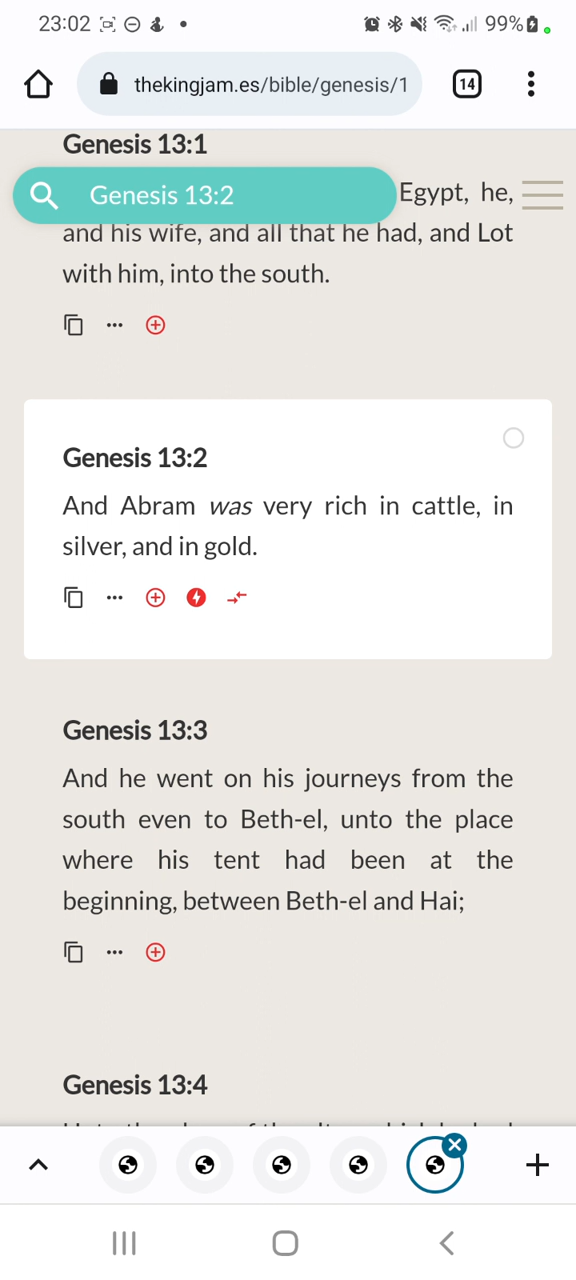 23:02
99%
thekingjam.es/bible/genesis/1
14
Genesis 13:1
Genesis 13:2
Egypt, he,
and his wife, and all that he had, and Lot
with him, into the south.
Genesis 13:2
And Abram was very rich in cattle, in
silver, and in gold.
Genesis 13:3
And he went on his journeys from the
south even to Beth-el, unto the place
where his tent had been at the
beginning, between Beth-el and Hai;
Genesis 13:4